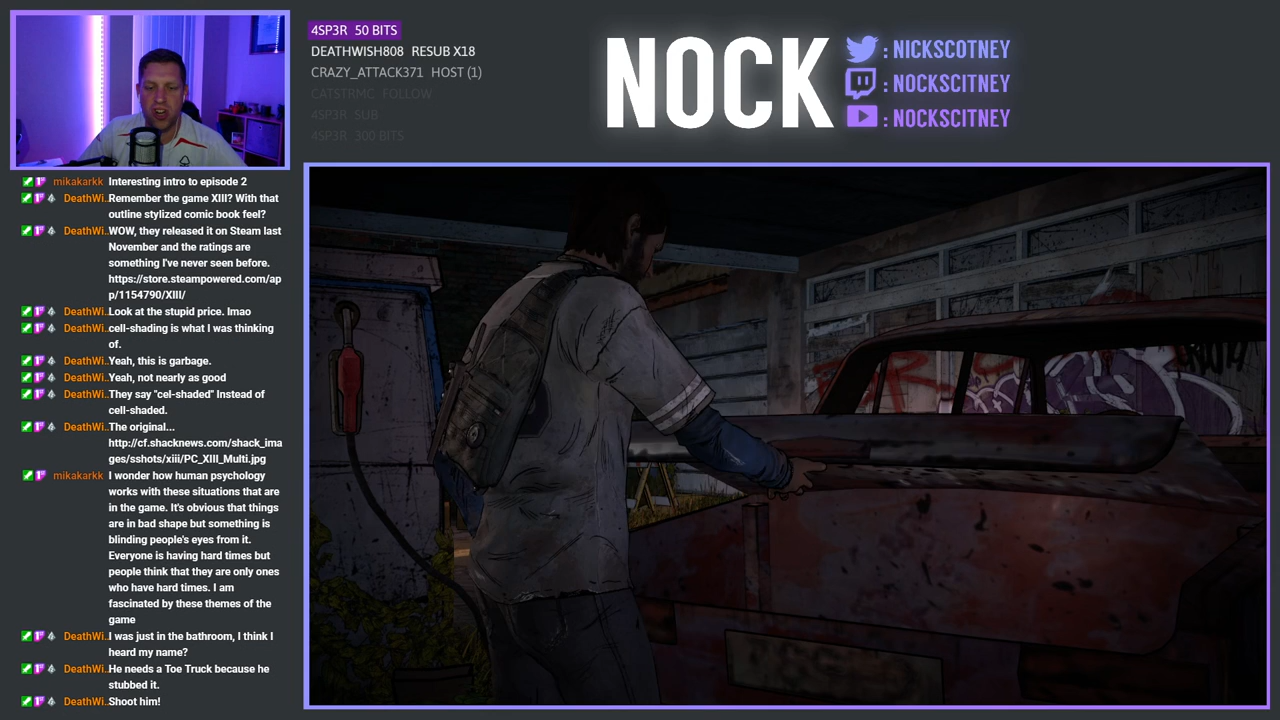 4SP3R 50 BITS
DEATHWISH808 RESUB X18
CRAZY_ATTACK371 HOST (1)
CATSTRMC FOLLOW
4SP3R SUB
4SP3R 300 BITS
NOCK
: NICKSCOTNEY
: NOCKSCITNEY
: NOCKSCITNEY
mikakarkk Interesting intro to episode 2
DeathWi.. Remember the game XIII? With that
outline stylized comic book feel?
DeathWi.. WOW, they released it on Steam last
November and the ratings are
something I've never seen before.
https://store.steampowered.com/ap
p/1154790/XIII/
DeathWi.. Look at the stupid price. lmao
DeathWi.. cell-shading is what I was thinking
of.
DeathWi.. Yeah, this is garbage.
DeathWi.. Yeah, not nearly as good
DeathWi.. They say "cel-shaded" Instead of
cell-shaded.
DeathWi.. The original...
http://cf.shacknews.com/shack_ima
ges/sshots/xiii/PC_XIII_Multi.jpg
mikakarkk I wonder how human psychology
works with these situations that are
in the game. It's obvious that things
are in bad shape but something is
blinding people's eyes from it.
Everyone is having hard times but
people think that they are only ones
who have hard times. I am
fascinated by these themes of the
game
DeathWi.. I was just in the bathroom, I think I
heard my name?
DeathWi.. He needs a Toe Truck because he
stubbed it.
DeathWi.. Shoot him!